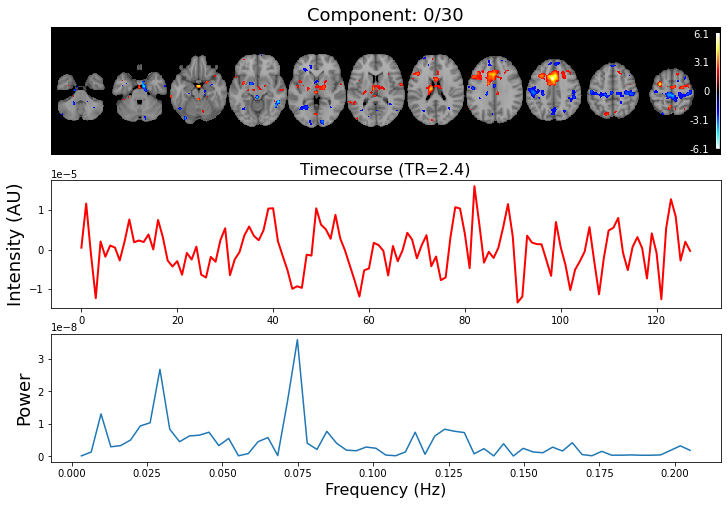 Component: 0/30
6.1
3.1
0
-3.1
-6.1
1e−5
Timecourse (TR=2.4)
Intensity (AU)
1
0
−1
0 20 40 60 80 100 120
1e−8
Power
3
2
1
0
0.000 0.025 0.050 0.075 0.100 0.125 0.150 0.175 0.200
Frequency (Hz)